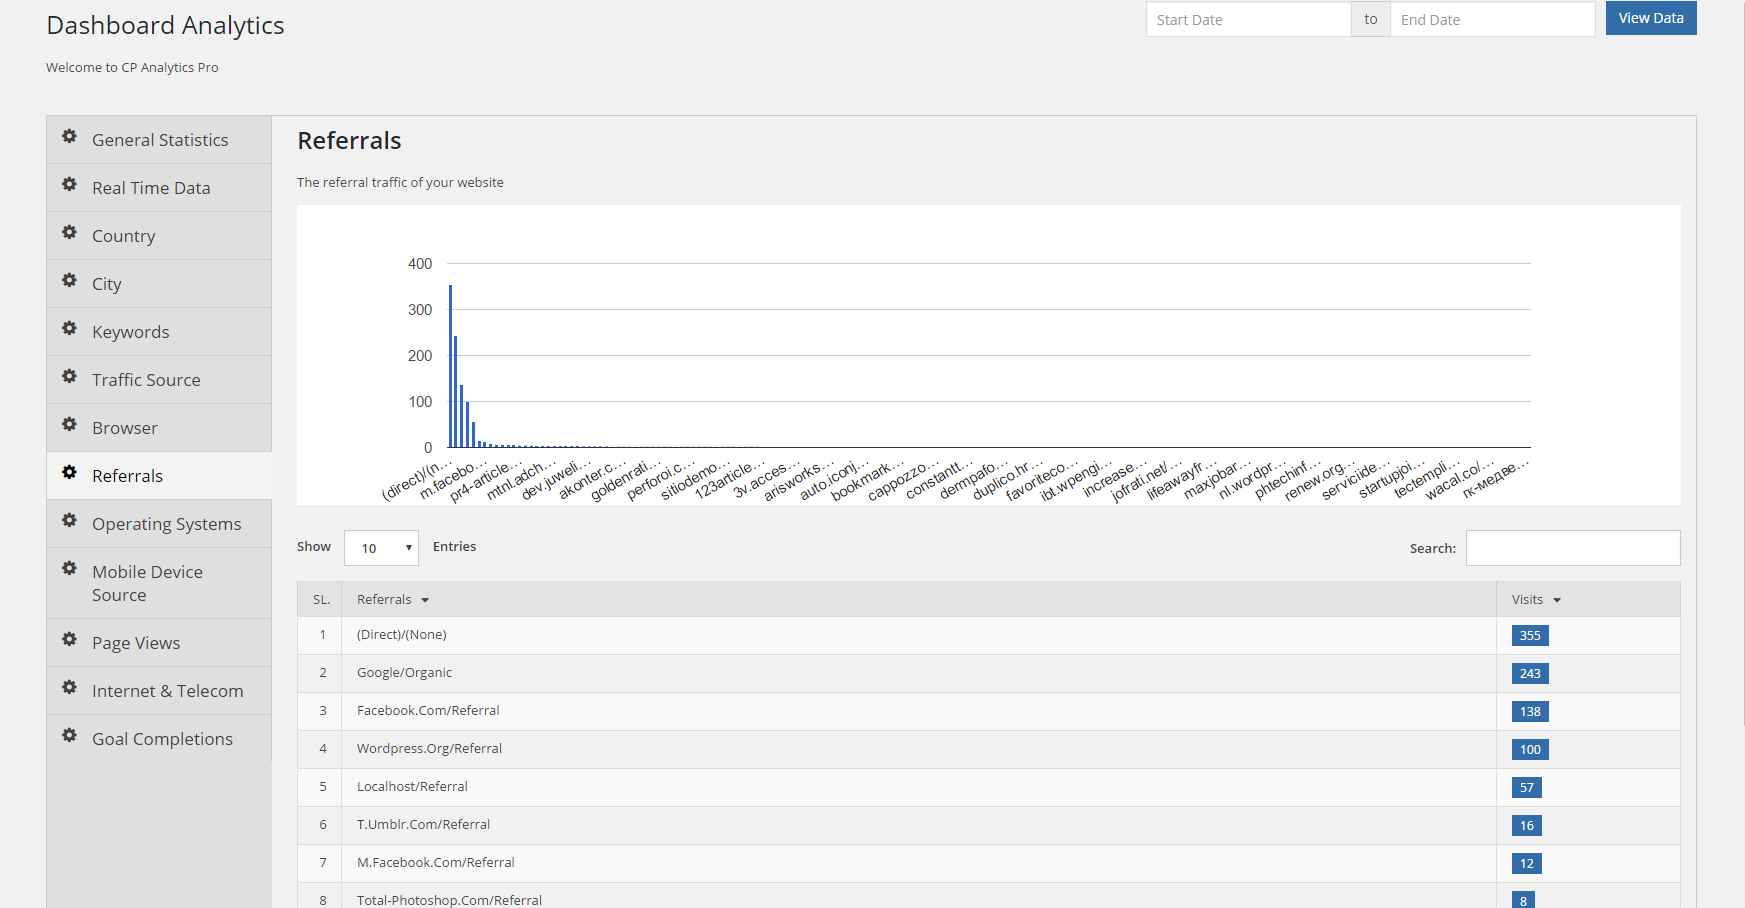 Dashboard Analytics
Start Date to End Date View Data
Welcome to CP Analytics Pro
General Statistics
Real Time Data
Country
City
Keywords
Traffic Source
Browser
Referrals
Operating Systems
Mobile Device
Source
Page Views
Internet & Telecom
Goal Completions
Referrals
The referral traffic of your website
400
300
200
100
0
(direct)/(n...
m.facebo...
pr4-article...
mtnl.adch...
dev.juweli...
akonter.c...
goldenrati...
perforoi.c...
sitiodemo...
123article...
3v.acces...
arisworks...
auto.iconj...
bookmark...
cappozzo...
constantt...
dermpafo...
duplico.hr...
favoriteco...
ibt.wpengi...
increase...
jofrati.net/...
lifeawayfr...
maxjobar...
nl.wordpr...
phtechinf...
renew.org...
serviciide...
startupjoi...
tectempli...
wacal.co/...
пк-медве...
Show 10 Entries Search:
SL. Referrals Visits
1 (Direct)/(None) 355
2 Google/Organic 243
3 Facebook.Com/Referral 138
4 Wordpress.Org/Referral 100
5 Localhost/Referral 57
6 T.Umblr.Com/Referral 16
7 M.Facebook.Com/Referral 12
8 Total-Photoshop.Com/Referral 8